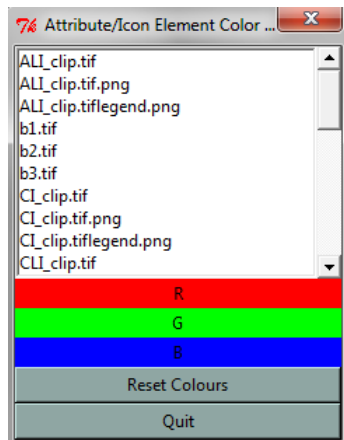 Attribute/Icon Element Color ...
ALI_clip.tif
ALI_clip.tif.png
ALI_clip.tiflegend.png
b1.tif
b2.tif
b3.tif
CI_clip.tif
CI_clip.tif.png
CI_clip.tiflegend.png
CLI_clip.tif
R
G
B
Reset Colours
Quit